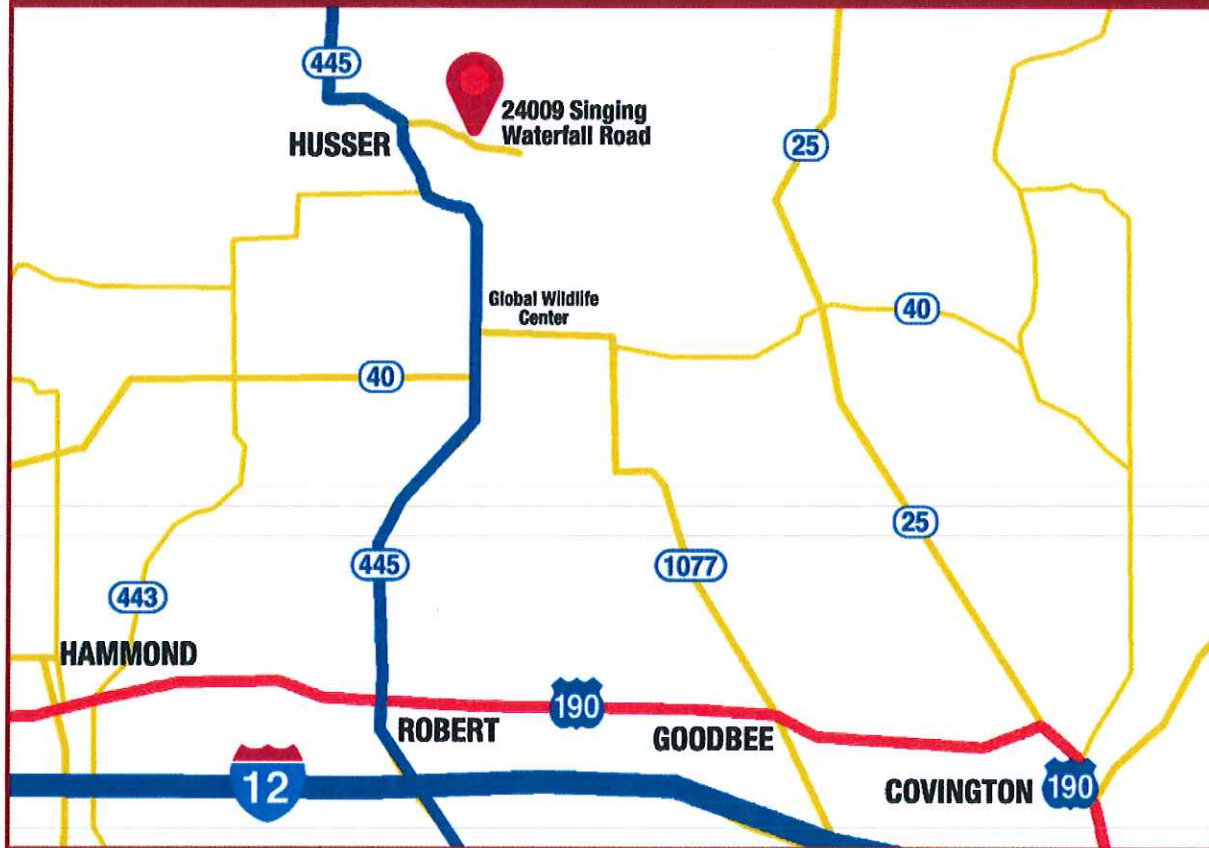 445
24009 Singing
Waterfall Road
HUSSER
25
Global Wildlife
Center
40
40
25
445
1077
443
HAMMOND
190
ROBERT
GOODBEE
12
COVINGTON
190